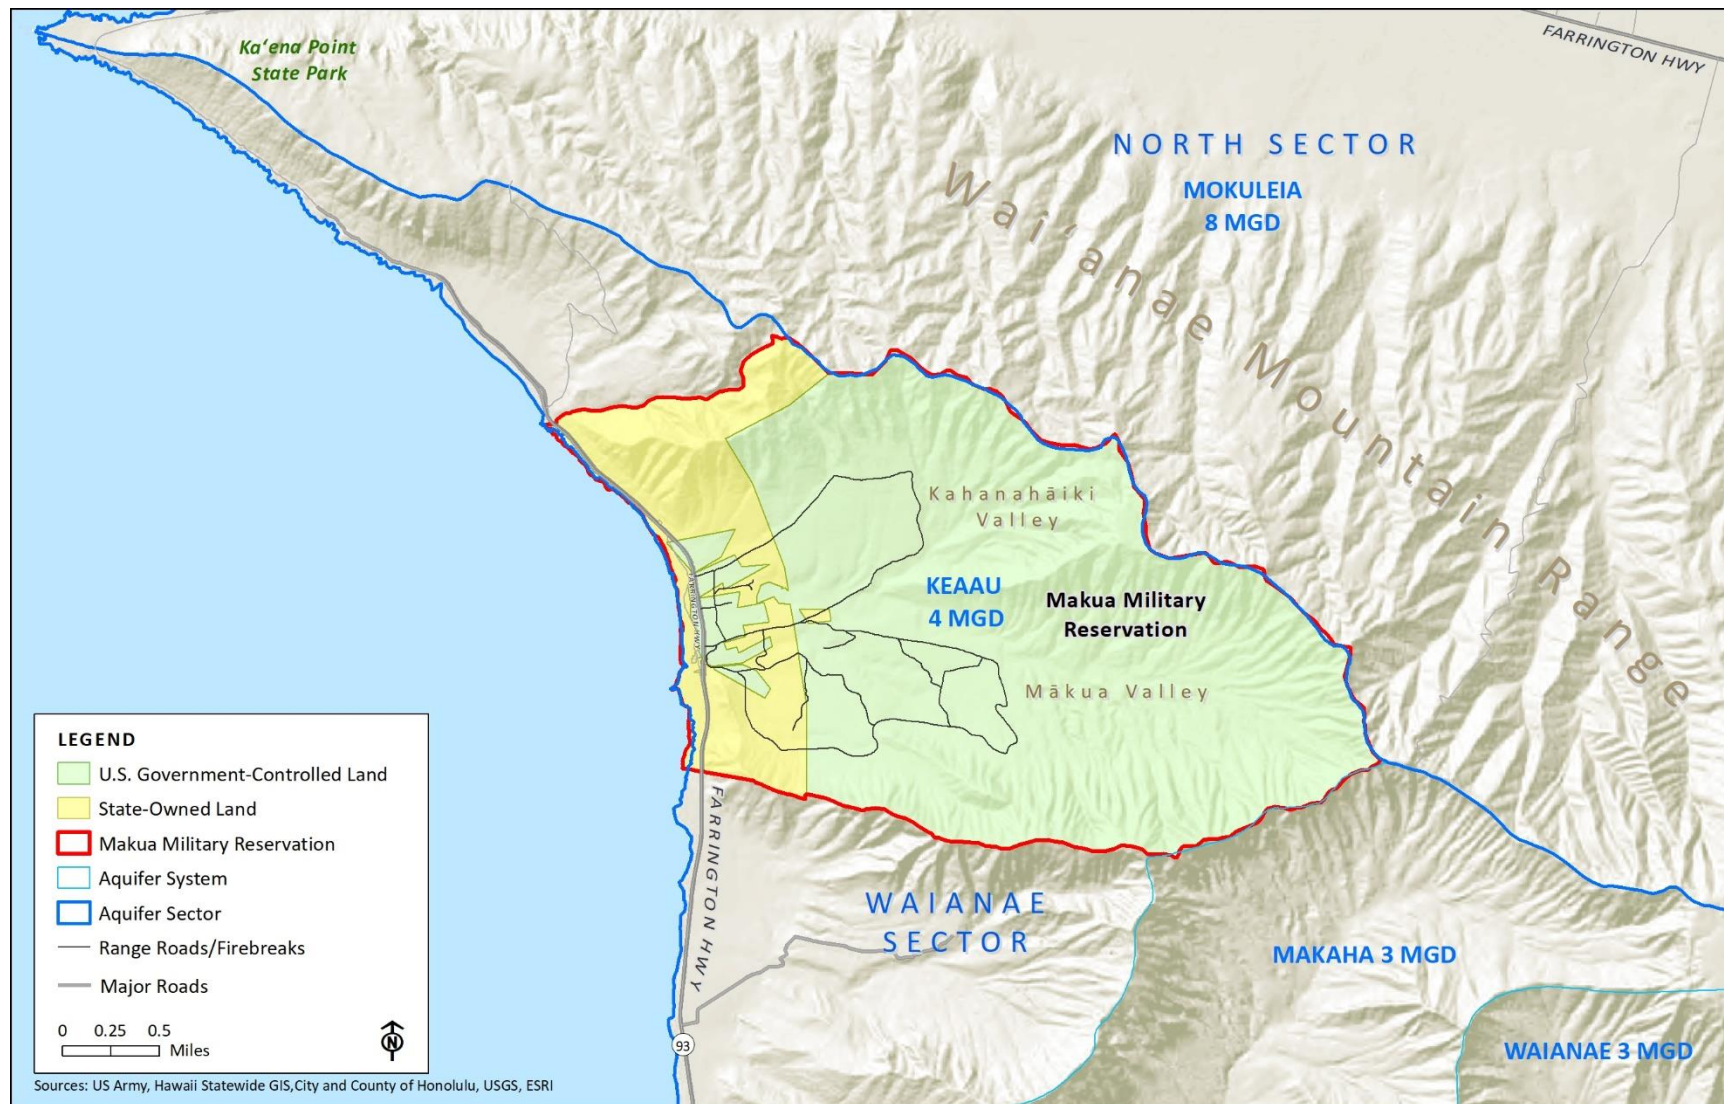 Ka‘ena Point
State Park
FARRINGTON HWY
NORTH SECTOR
MOKULEIA
8 MGD
Wai‘anae Mountain Range
Kahanahāiki
Valley
KEAAU
4 MGD
Makua Military
Reservation
FARRINGTON HWY
Mākua Valley
FARRINGTON HWY
WAIANAE
SECTOR
MAKAHA 3 MGD
WAIANAE 3 MGD
93
LEGEND
U.S. Government-Controlled Land
State-Owned Land
Makua Military Reservation
Aquifer System
Aquifer Sector
Range Roads/Firebreaks
Major Roads
0 0.25 0.5
Miles
N
Sources: US Army, Hawaii Statewide GIS,City and County of Honolulu, USGS, ESRI